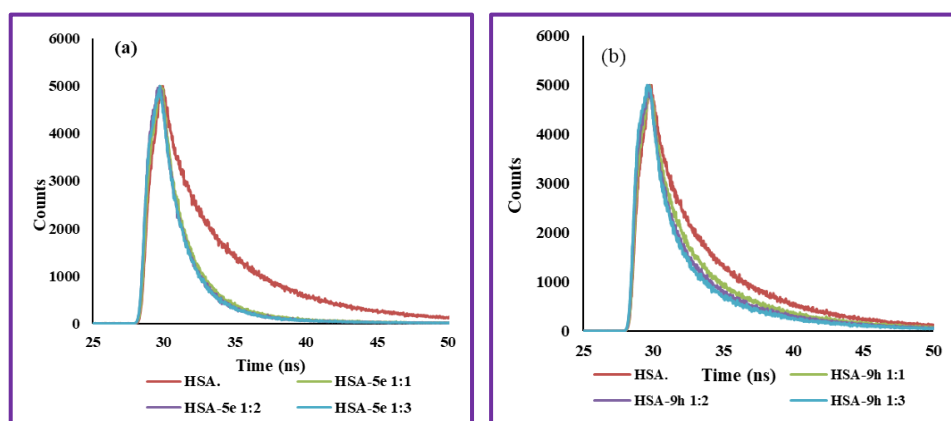 (a)
6000
5000
4000
3000
2000
1000
0
Counts
25 30 35 40 45 50
Time (ns)
HSA. HSA-5e 1:1
HSA-5e 1:2 HSA-5e 1:3
(b)
6000
5000
4000
3000
2000
1000
0
Counts
25 30 35 40 45 50
Time (ns)
HSA. HSA-9h 1:1
HSA-9h 1:2 HSA-9h 1:3